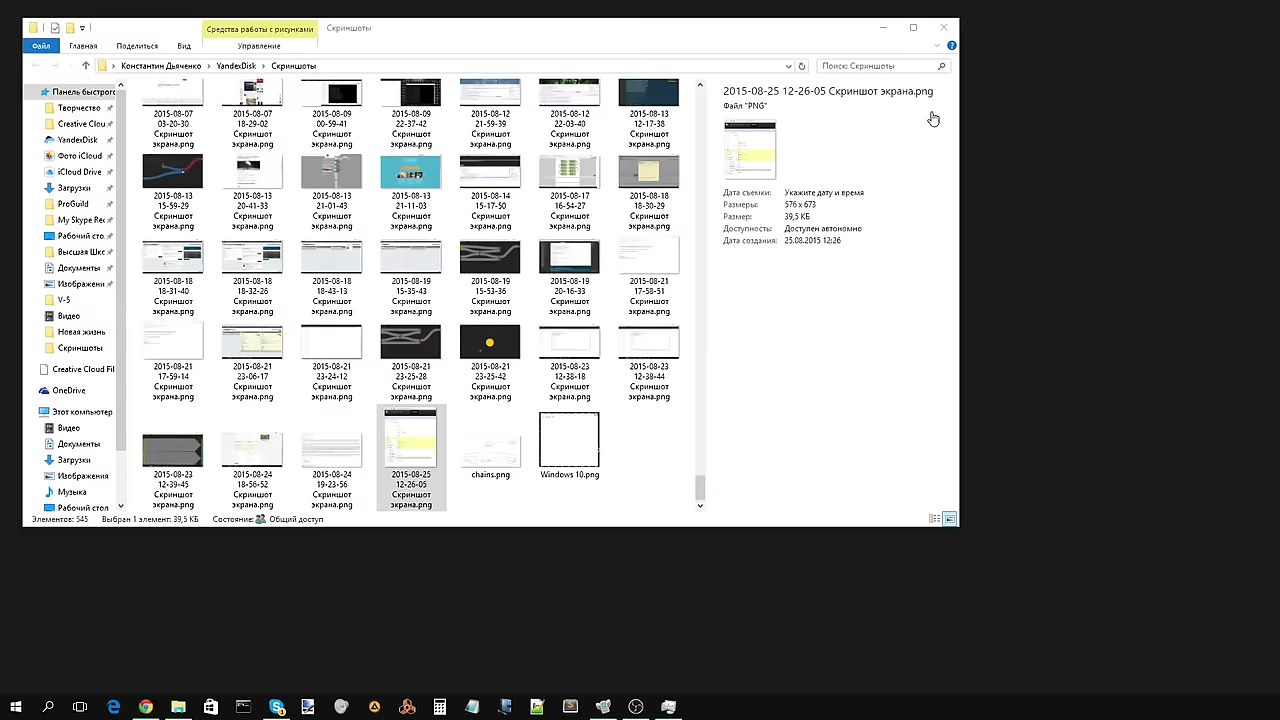 Средства работы с рисунками
Скриншоты
Файл
Главная
Поделиться
Вид
Управление
Константин Дьяченко
YandexDisk
Скриншоты
Поиск: Скриншоты
Панель быстрог
Творчество
Creative Clou
YandexDisk
Фото iCloud
iCloud Drive
Загрузки
ProGuild
My Skype Rec
Рабочий сто.
Высшая Шк
Документы
Изображени
V-5
Видео
Новая жизнь
Скриншоты
Creative Cloud Fil
OneDrive
Этот компьютер
Видео
Документы
Загрузки
Изображения
Музыка
Рабочий стол
2015-08-07
03-20-30
Скриншот
экрана.png
2015-08-07
18-29-02
Скриншот
экрана.png
2015-08-09
00-59-41
Скриншот
экрана.png
2015-08-09
22-37-42
Скриншот
экрана.png
2015-08-12
21-59-39
Скриншот
экрана.png
2015-08-12
22-03-40
Скриншот
экрана.png
2015-08-13
12-17-38
Скриншот
экрана.png
2015-08-13
15-59-29
Скриншот
экрана.png
2015-08-13
20-41-33
Скриншот
экрана.png
2015-08-13
21-01-43
Скриншот
экрана.png
2015-08-13
21-11-03
Скриншот
экрана.png
2015-08-14
15-17-50
Скриншот
экрана.png
2015-08-17
16-54-27
Скриншот
экрана.png
2015-08-18
18-30-29
Скриншот
экрана.png
2015-08-18
18-31-40
Скриншот
экрана.png
2015-08-18
18-32-26
Скриншот
экрана.png
2015-08-18
18-43-13
Скриншот
экрана.png
2015-08-19
15-35-43
Скриншот
экрана.png
2015-08-19
15-53-36
Скриншот
экрана.png
2015-08-19
20-16-33
Скриншот
экрана.png
2015-08-21
17-58-51
Скриншот
экрана.png
2015-08-21
17-59-14
Скриншот
экрана.png
2015-08-21
23-06-17
Скриншот
экрана.png
2015-08-21
23-24-12
Скриншот
экрана.png
2015-08-21
23-25-28
Скриншот
экрана.png
2015-08-21
23-25-42
Скриншот
экрана.png
2015-08-23
12-38-18
Скриншот
экрана.png
2015-08-23
12-38-44
Скриншот
экрана.png
2015-08-23
12-39-45
Скриншот
экрана.png
2015-08-24
18-56-52
Скриншот
экрана.png
2015-08-24
19-23-56
Скриншот
экрана.png
2015-08-25
12-26-05
Скриншот
экрана.png
chains.png
Windows 10.png
2015-08-25 12-26-05 Скриншот экрана.png
Файл "PNG"
Дата съемки: Укажите дату и время
Размеры: 576 x 673
Размер: 39,5 КБ
Доступность: Доступен автономно
Дата создания: 25.08.2015 12:26
Элементов: 545 Выбран 1 элемент: 39,5 КБ Состояние: Общий доступ